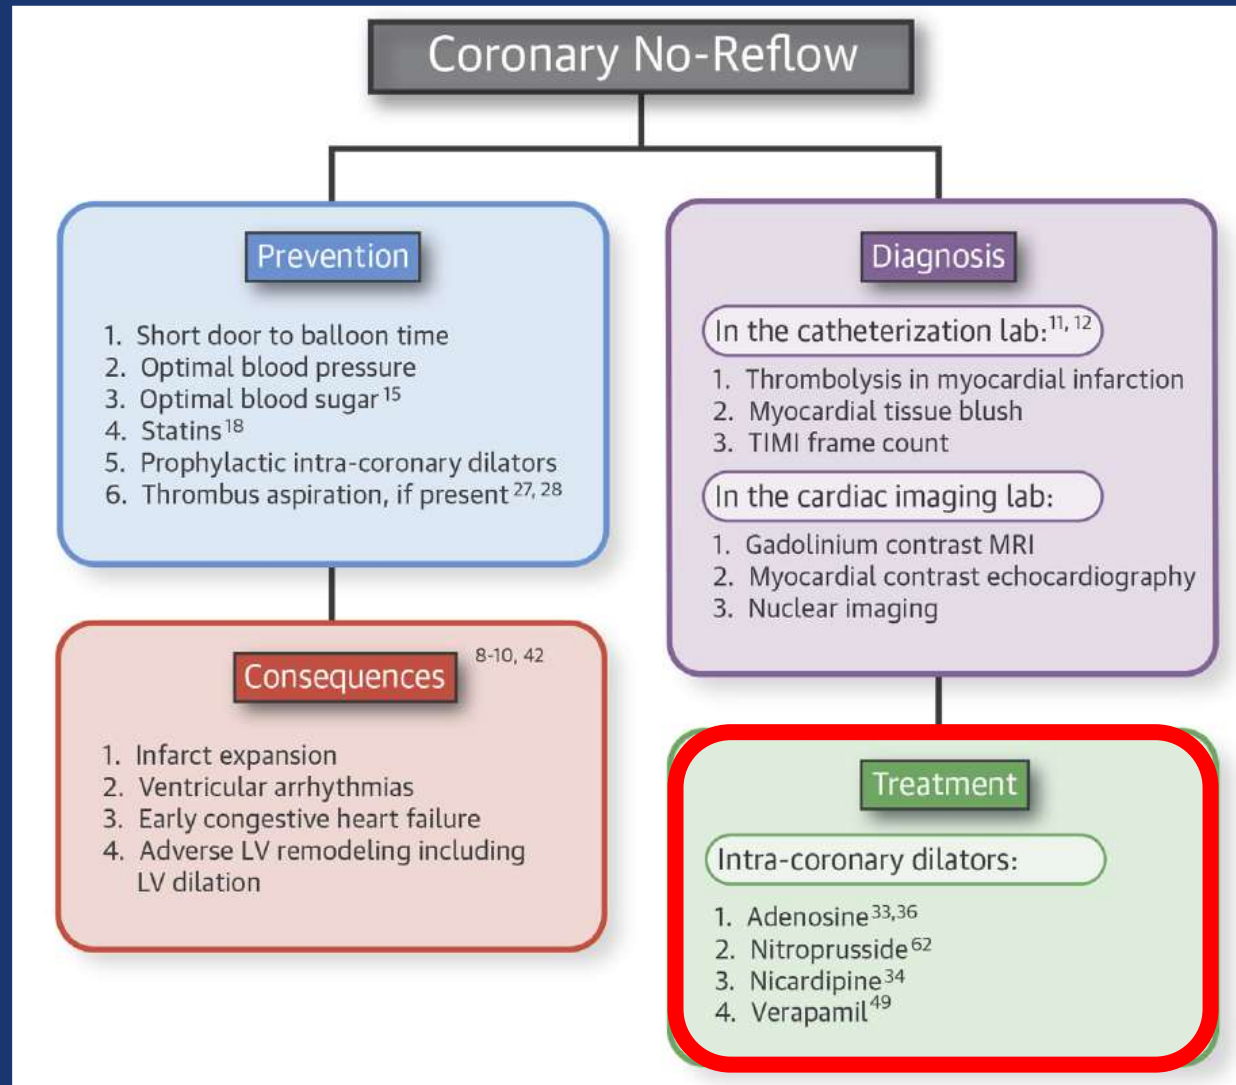 Coronary No-Reflow
Prevention
1. Short door to balloon time
2. Optimal blood pressure
3. Optimal blood sugar 15
4. Statins 18
5. Prophylactic intra-coronary dilators
6. Thrombus aspiration, if present 27, 28
Consequences 8-10, 42
1. Infarct expansion
2. Ventricular arrhythmias
3. Early congestive heart failure
4. Adverse LV remodeling including
LV dilation
Diagnosis
In the catheterization lab: 11, 12
1. Thrombolysis in myocardial infarction
2. Myocardial tissue blush
3. TIMI frame count
In the cardiac imaging lab:
1. Gadolinium contrast MRI
2. Myocardial contrast echocardiography
3. Nuclear imaging
Treatment
Intra-coronary dilators:
1. Adenosine 33,36
2. Nitroprusside 62
3. Nicardipine 34
4. Verapamil 49